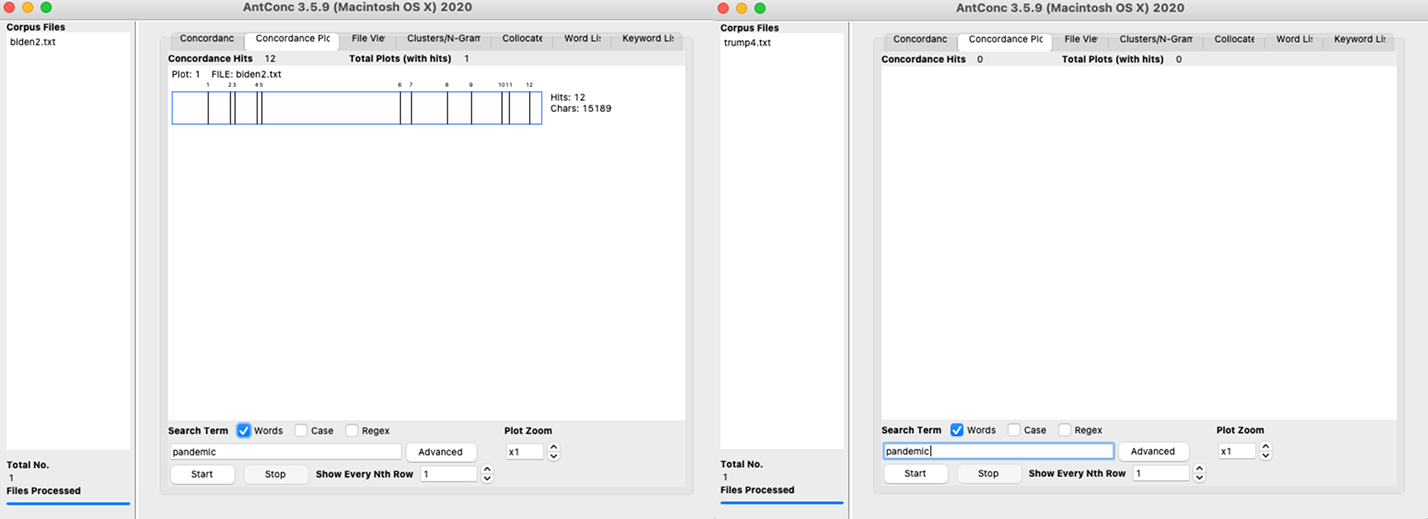 AntConc 3.5.9 (Macintosh OS X) 2020
Corpus Files
biden2.txt
Concordanc Concordance Plc File Vie Clusters/N-Gram Collocate Word Li Keyword Li
Concordance Hits 12 Total Plots (with hits) 1
Plot: 1 FILE: biden2.txt
1 2 3 4 5 6 7 8 9 10 11 12
Hits: 12
Chars: 15189
Search Term Words Case Regex Plot Zoom
pandemic Advanced x1
Total No.
1
Start Stop Show Every Nth Row 1
Files Processed
AntConc 3.5.9 (Macintosh OS X) 2020
Corpus Files
trump4.txt
Concordanc Concordance Plc File Vie Clusters/N-Gram Collocate Word Li Keyword Li
Concordance Hits 0 Total Plots (with hits) 0
Search Term Words Case Regex Plot Zoom
pandemic Advanced x1
Total No.
1
Start Stop Show Every Nth Row 1
Files Processed